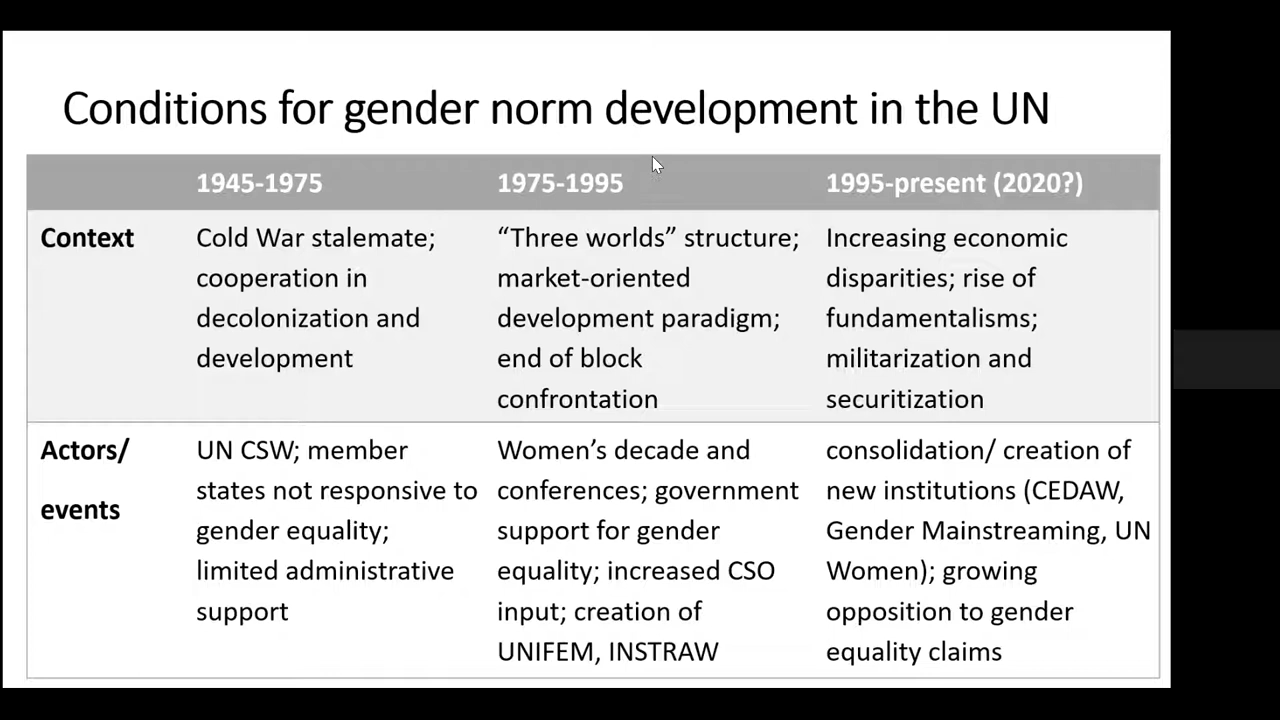 Conditions for gender norm development in the UN
1945-1975
1975-1995
1995-present (2020?)
Context
Cold War stalemate;
cooperation in
decolonization and
development
“Three worlds” structure;
market-oriented
development paradigm;
end of block
confrontation
Increasing economic
disparities; rise of
fundamentalisms;
militarization and
securitization
Actors/
events
UN CSW; member
states not responsive to
gender equality;
limited administrative
support
Women’s decade and
conferences; government
support for gender
equality; increased CSO
input; creation of
UNIFEM, INSTRAW
consolidation/ creation of
new institutions (CEDAW,
Gender Mainstreaming, UN
Women); growing
opposition to gender
equality claims